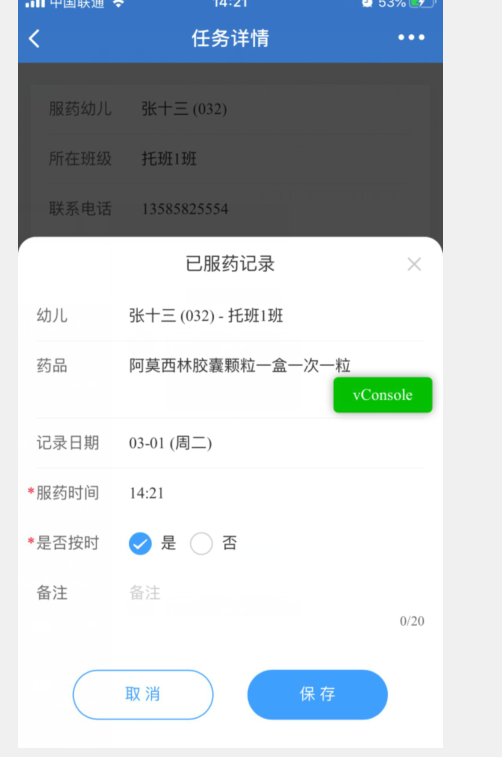 中国联通 14:21 53%
任务详情
服药幼儿 张十三 (032)
所在班级 托班1班
联系电话 13585825554
已服药记录
幼儿 张十三 (032) - 托班1班
药品 阿莫西林胶囊颗粒一盒一次一粒
vConsole
记录日期 03-01 (周二)
*服药时间 14:21
*是否按时 是 否
备注 备注
0/20
取消 保存